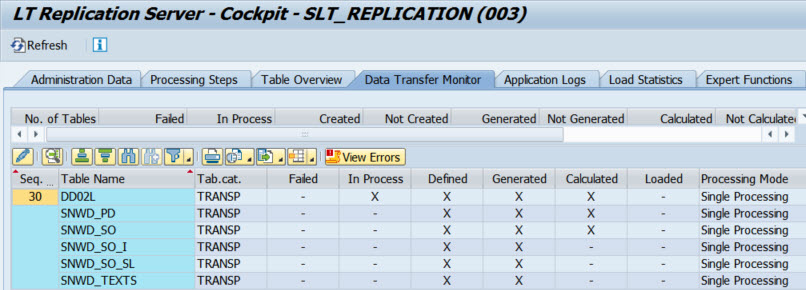 LT Replication Server - Cockpit - SLT_REPLICATION (003)
Refresh
Administration Data Processing Steps Table Overview Data Transfer Monitor Application Logs Load Statistics Expert Functions
No. of Tables Failed In Process Created Not Created Generated Not Generated Calculated Not Calculated
View Errors
Seq. ... Table Name Tab.cat. Failed In Process Defined Generated Calculated Loaded Processing Mode
30 DD02L TRANSP - X X X X - Single Processing
SNWD_PD TRANSP - - X X X - Single Processing
SNWD_SO TRANSP - - X X X - Single Processing
SNWD_SO_I TRANSP - - X X - - Single Processing
SNWD_SO_SL TRANSP - - X X - - Single Processing
SNWD_TEXTS TRANSP - - X X - - Single Processing